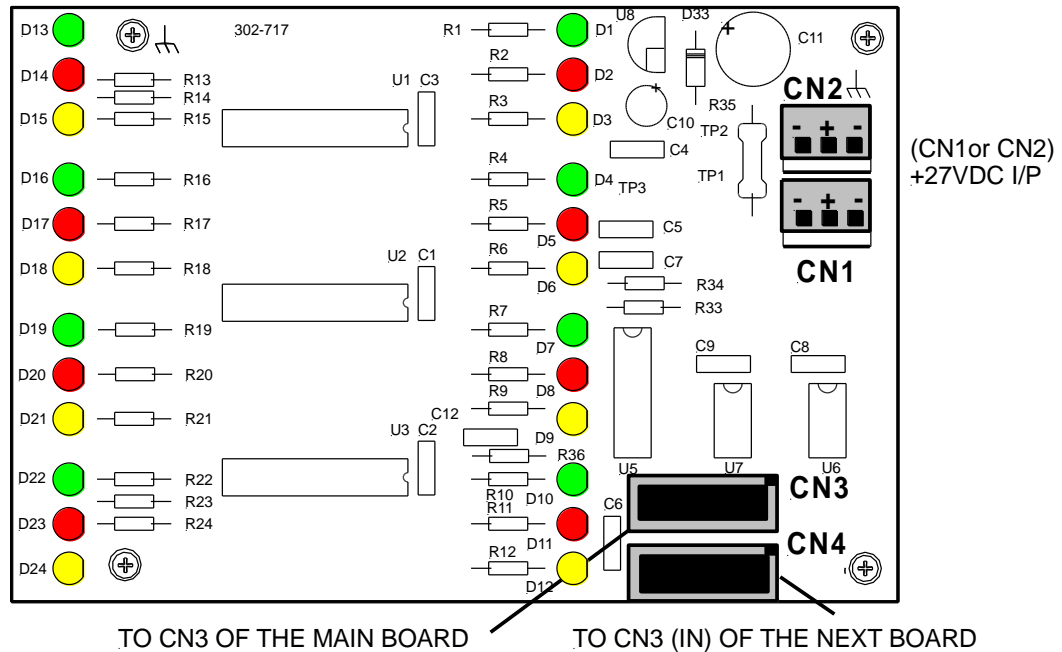 D13 302-717 R1 D1 U8 D33 C11
D14 R13 U1 C3 R2 D2
R14 R35 CN2
D15 R15 R3 D3 C10 TP2 - + -
(CN1or CN2)
+27VDC I/P
D16 R16 R4 D4 C4 TP3 TP1
D17 R17 R5 D5 C5 - + -
D18 R18 U2 C1 R6 D6 C7 CN1
R34
R33
D19 R19 R7 D7
D20 R20 R8 D8 C9 C8
D21 R21 R9 C12
U3 C2 D9
R36
D22 R22 R10 D10 U5 U7 U6
R23 R11 C6 CN3
D23 R24 D11
D24 R12 D12 CN4
TO CN3 OF THE MAIN BOARD
TO CN3 (IN) OF THE NEXT BOARD